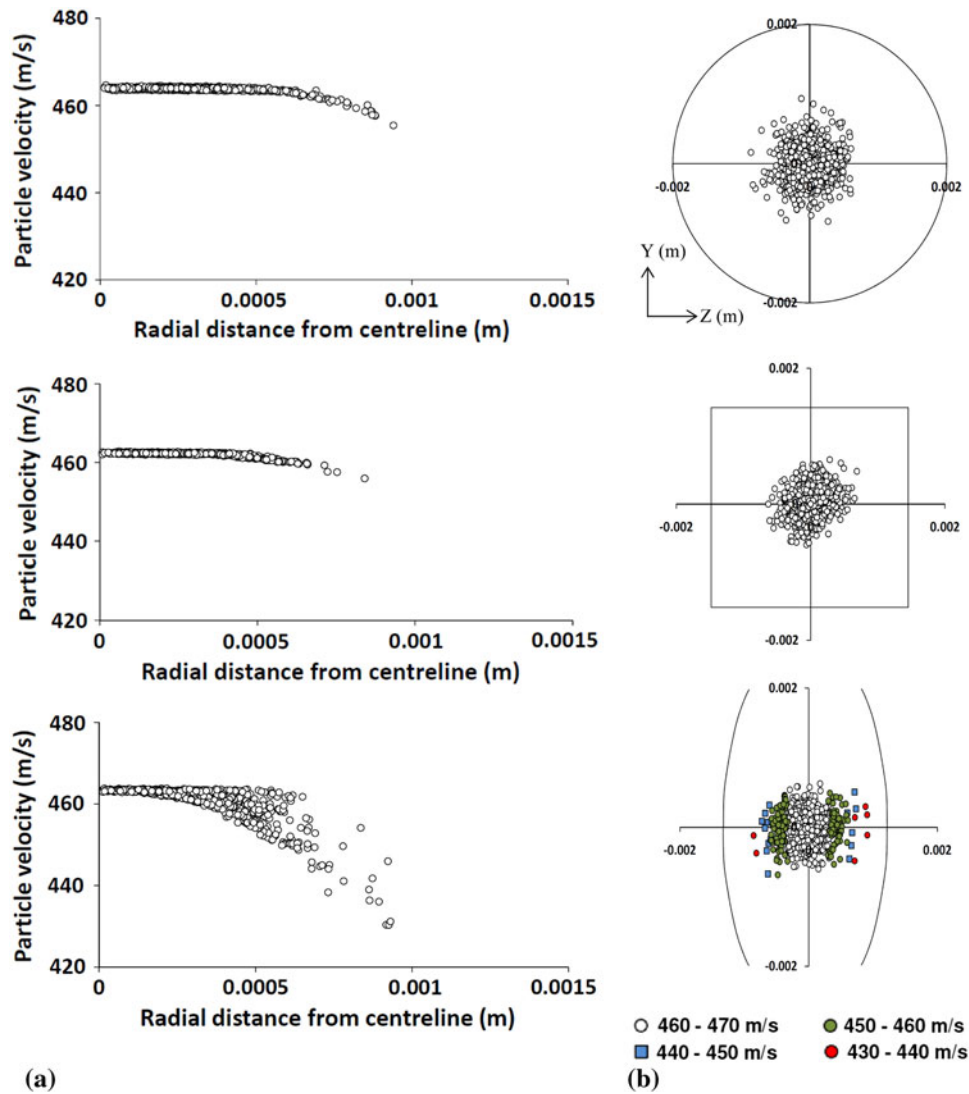 480
460
440
420
Particle velocity (m/s)
0
0.0005
0.001
0.0015
Radial distance from centreline (m)
0.002
-0.002
0.002
-0.002
Y (m)
Z (m)
480
460
440
420
Particle velocity (m/s)
0
0.0005
0.001
0.0015
Radial distance from centreline (m)
0.002
-0.002
0.002
-0.002
480
460
440
420
Particle velocity (m/s)
0
0.0005
0.001
0.0015
Radial distance from centreline (m)
0.002
-0.002
0.002
-0.002
460 - 470 m/s
450 - 460 m/s
440 - 450 m/s
430 - 440 m/s
(a)
(b)